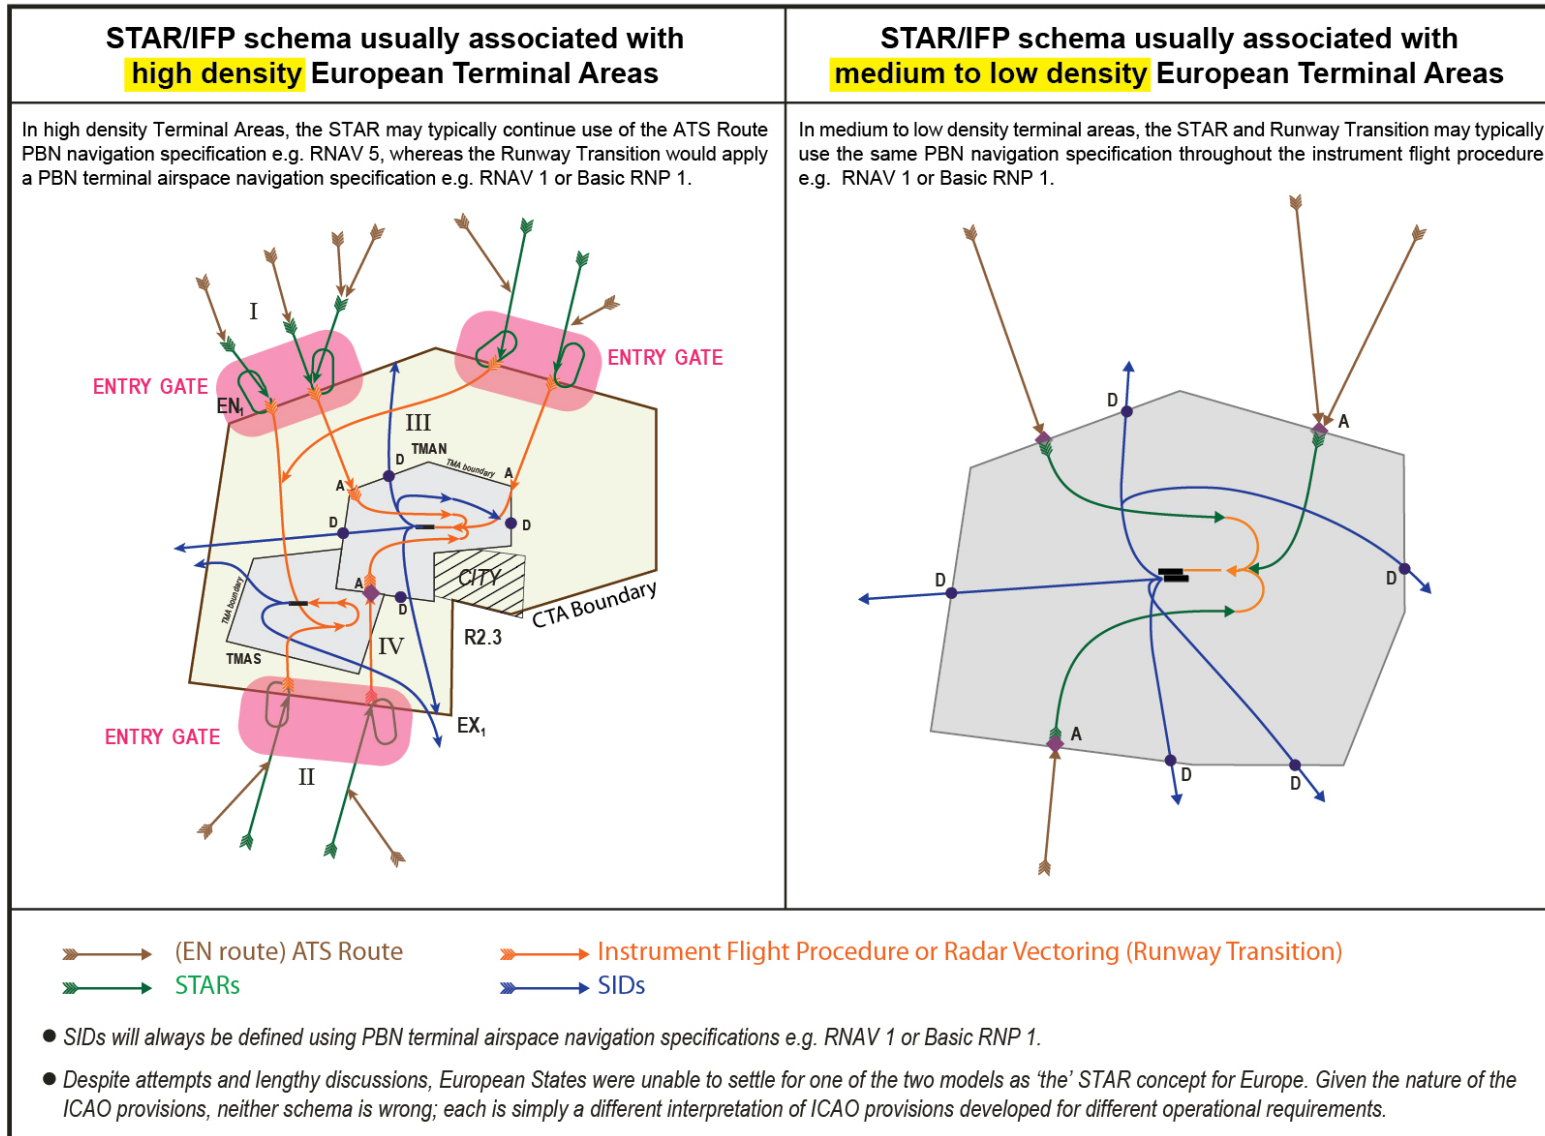 STAR/IFP schema usually associated with
high density European Terminal Areas
In high density Terminal Areas, the STAR may typically continue use of the ATS Route
PBN navigation specification e.g. RNAV 5, whereas the Runway Transition would apply
a PBN terminal airspace navigation specification e.g. RNAV 1 or Basic RNP 1.
I
ENTRY GATE
ENTRY GATE
EN1
III
TMAN
TMA boundary
D
A
A
D
D
CITY
A
D
TMA boundary
CTA Boundary
R2.3
IV
TMAS
EX1
ENTRY GATE
II
STAR/IFP schema usually associated with
medium to low density European Terminal Areas
In medium to low density terminal areas, the STAR and Runway Transition may typically
use the same PBN navigation specification throughout the instrument flight procedure
e.g. RNAV 1 or Basic RNP 1.
D
A
D
D
A
D
D
(EN route) ATS Route
Instrument Flight Procedure or Radar Vectoring (Runway Transition)
STARs
SIDs
● SIDs will always be defined using PBN terminal airspace navigation specifications e.g. RNAV 1 or Basic RNP 1.
● Despite attempts and lengthy discussions, European States were unable to settle for one of the two models as ‘the’ STAR concept for Europe. Given the nature of the
ICAO provisions, neither schema is wrong; each is simply a different interpretation of ICAO provisions developed for different operational requirements.